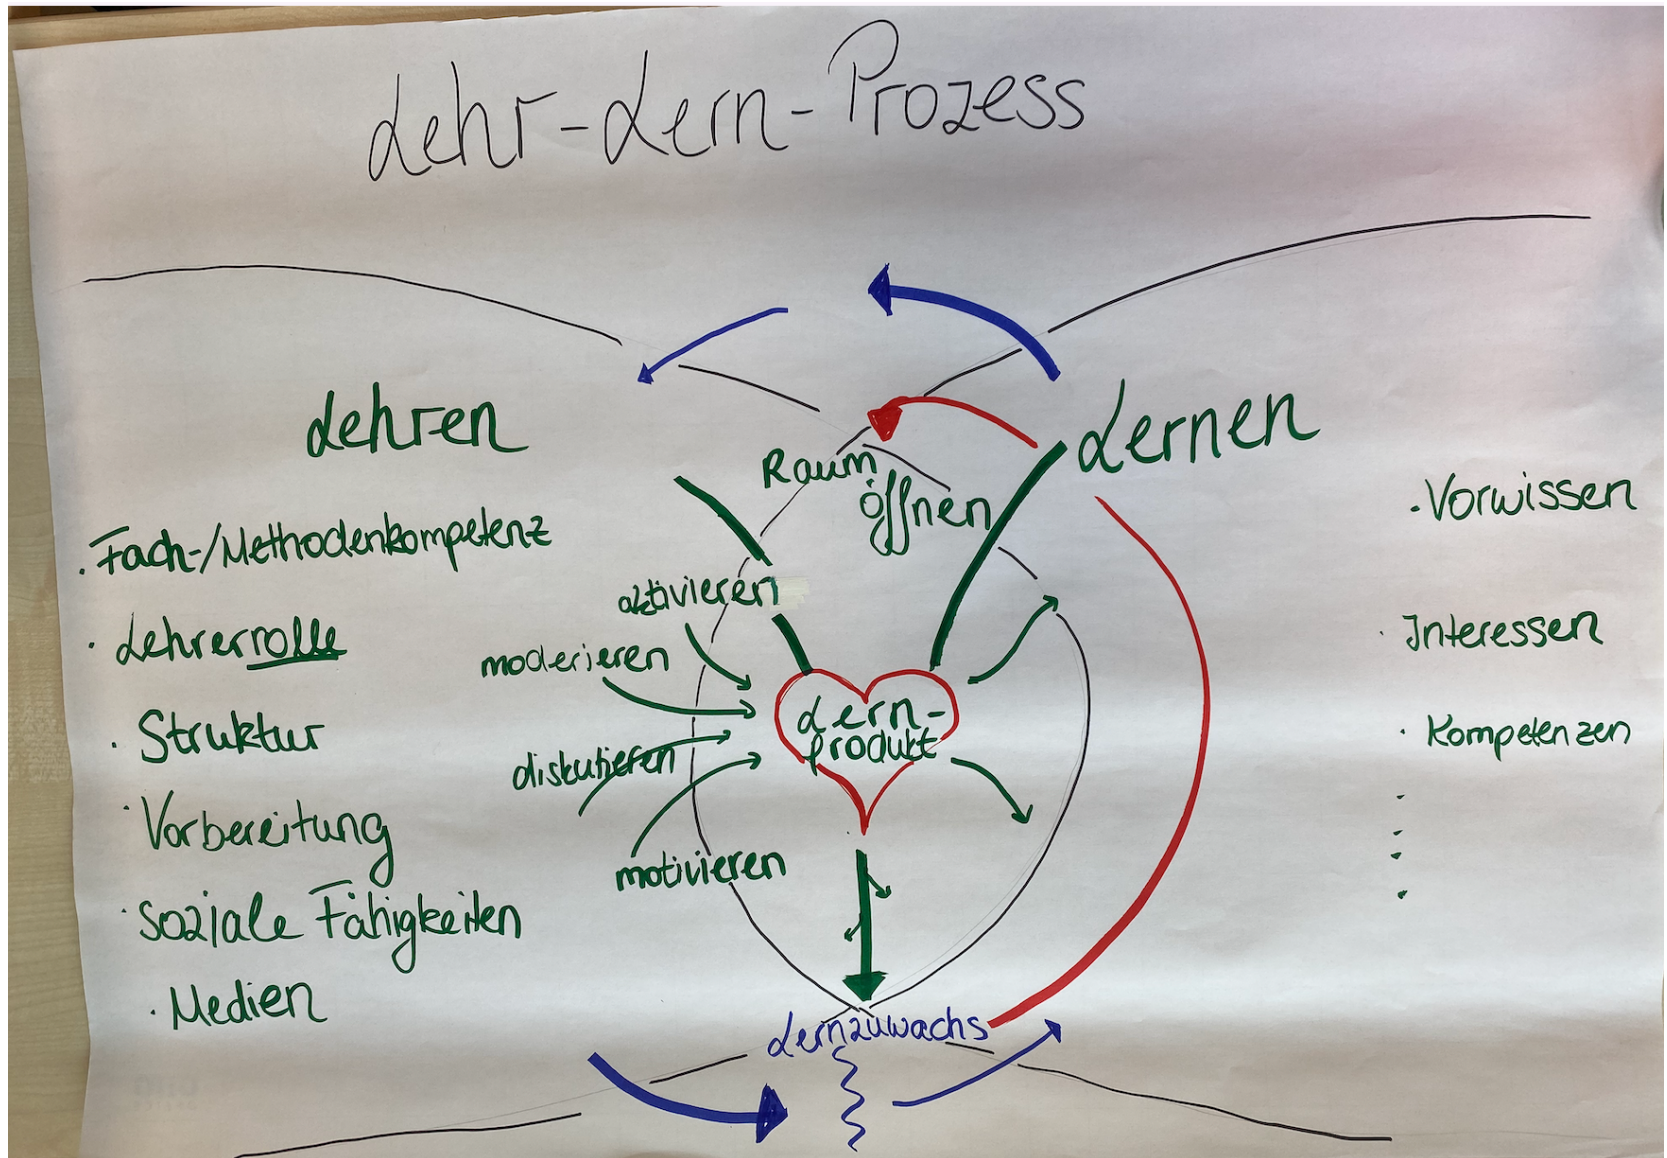 Lehr-Lern-Prozess
Lehren
· Fach-/Methodenkompetenz
· Lehrerrolle
· Struktur
· Vorbereitung
· Soziale Fähigkeiten
· Medien
aktivieren
moderieren
diskutieren
motivieren
Raum
öffnen
Lern-
produkt
Lernzuwachs
Lernen
· Vorwissen
· Interessen
· Kompetenzen